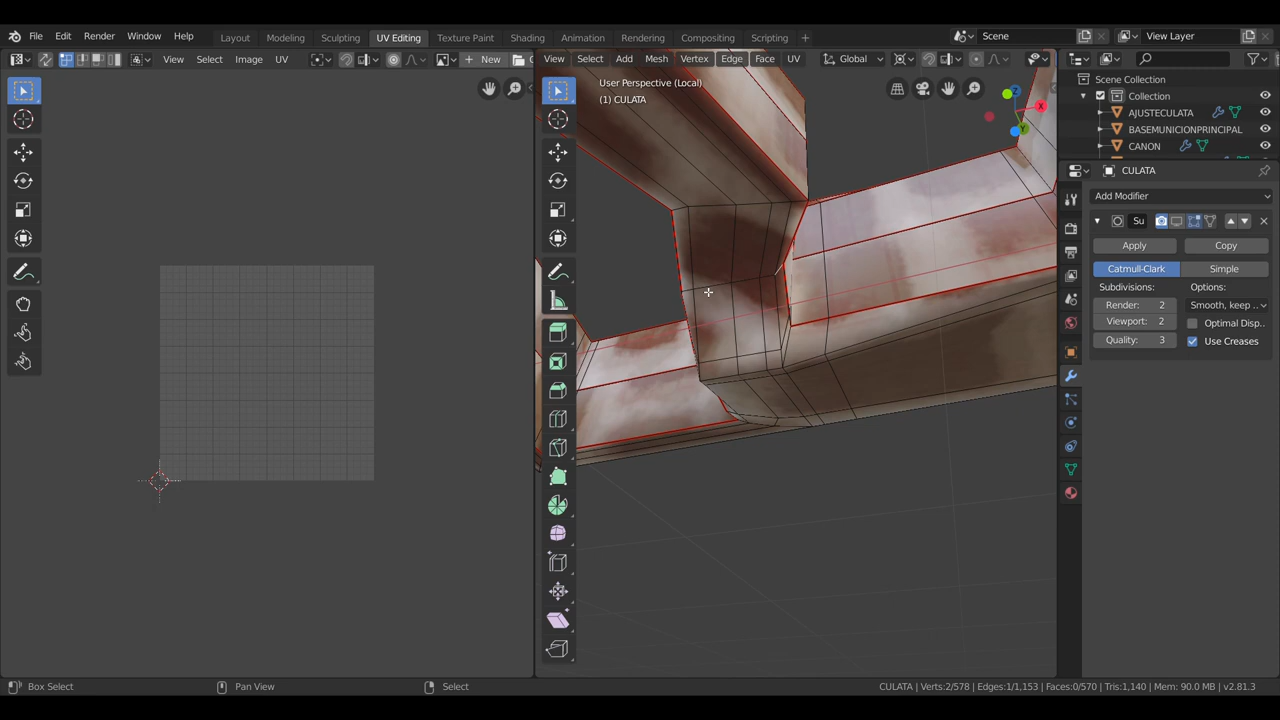 File Edit Render Window Help
Layout Modeling Sculpting UV Editing Texture Paint Shading Animation Rendering Compositing Scripting +
Scene
View Layer
View Select Image UV
New
View Select Add Mesh Vertex Edge Face UV
Global
User Perspective (Local)
(1) CULATA
Z
X
Y
Scene Collection
Collection
AJUSTECULATA
BASEMUNICIONPRINCIPAL
CANON
CULATA
Add Modifier
Su
Apply Copy
Catmull-Clark Simple
Subdivisions: Options:
Render: 2 Smooth, keep ..
Viewport: 2 Optimal Disp..
Quality: 3 Use Creases
Box Select Pan View Select
CULATA | Verts:2/578 | Edges:1/1,153 | Faces:0/570 | Tris:1,140 | Mem: 90.0 MB | v2.81.3